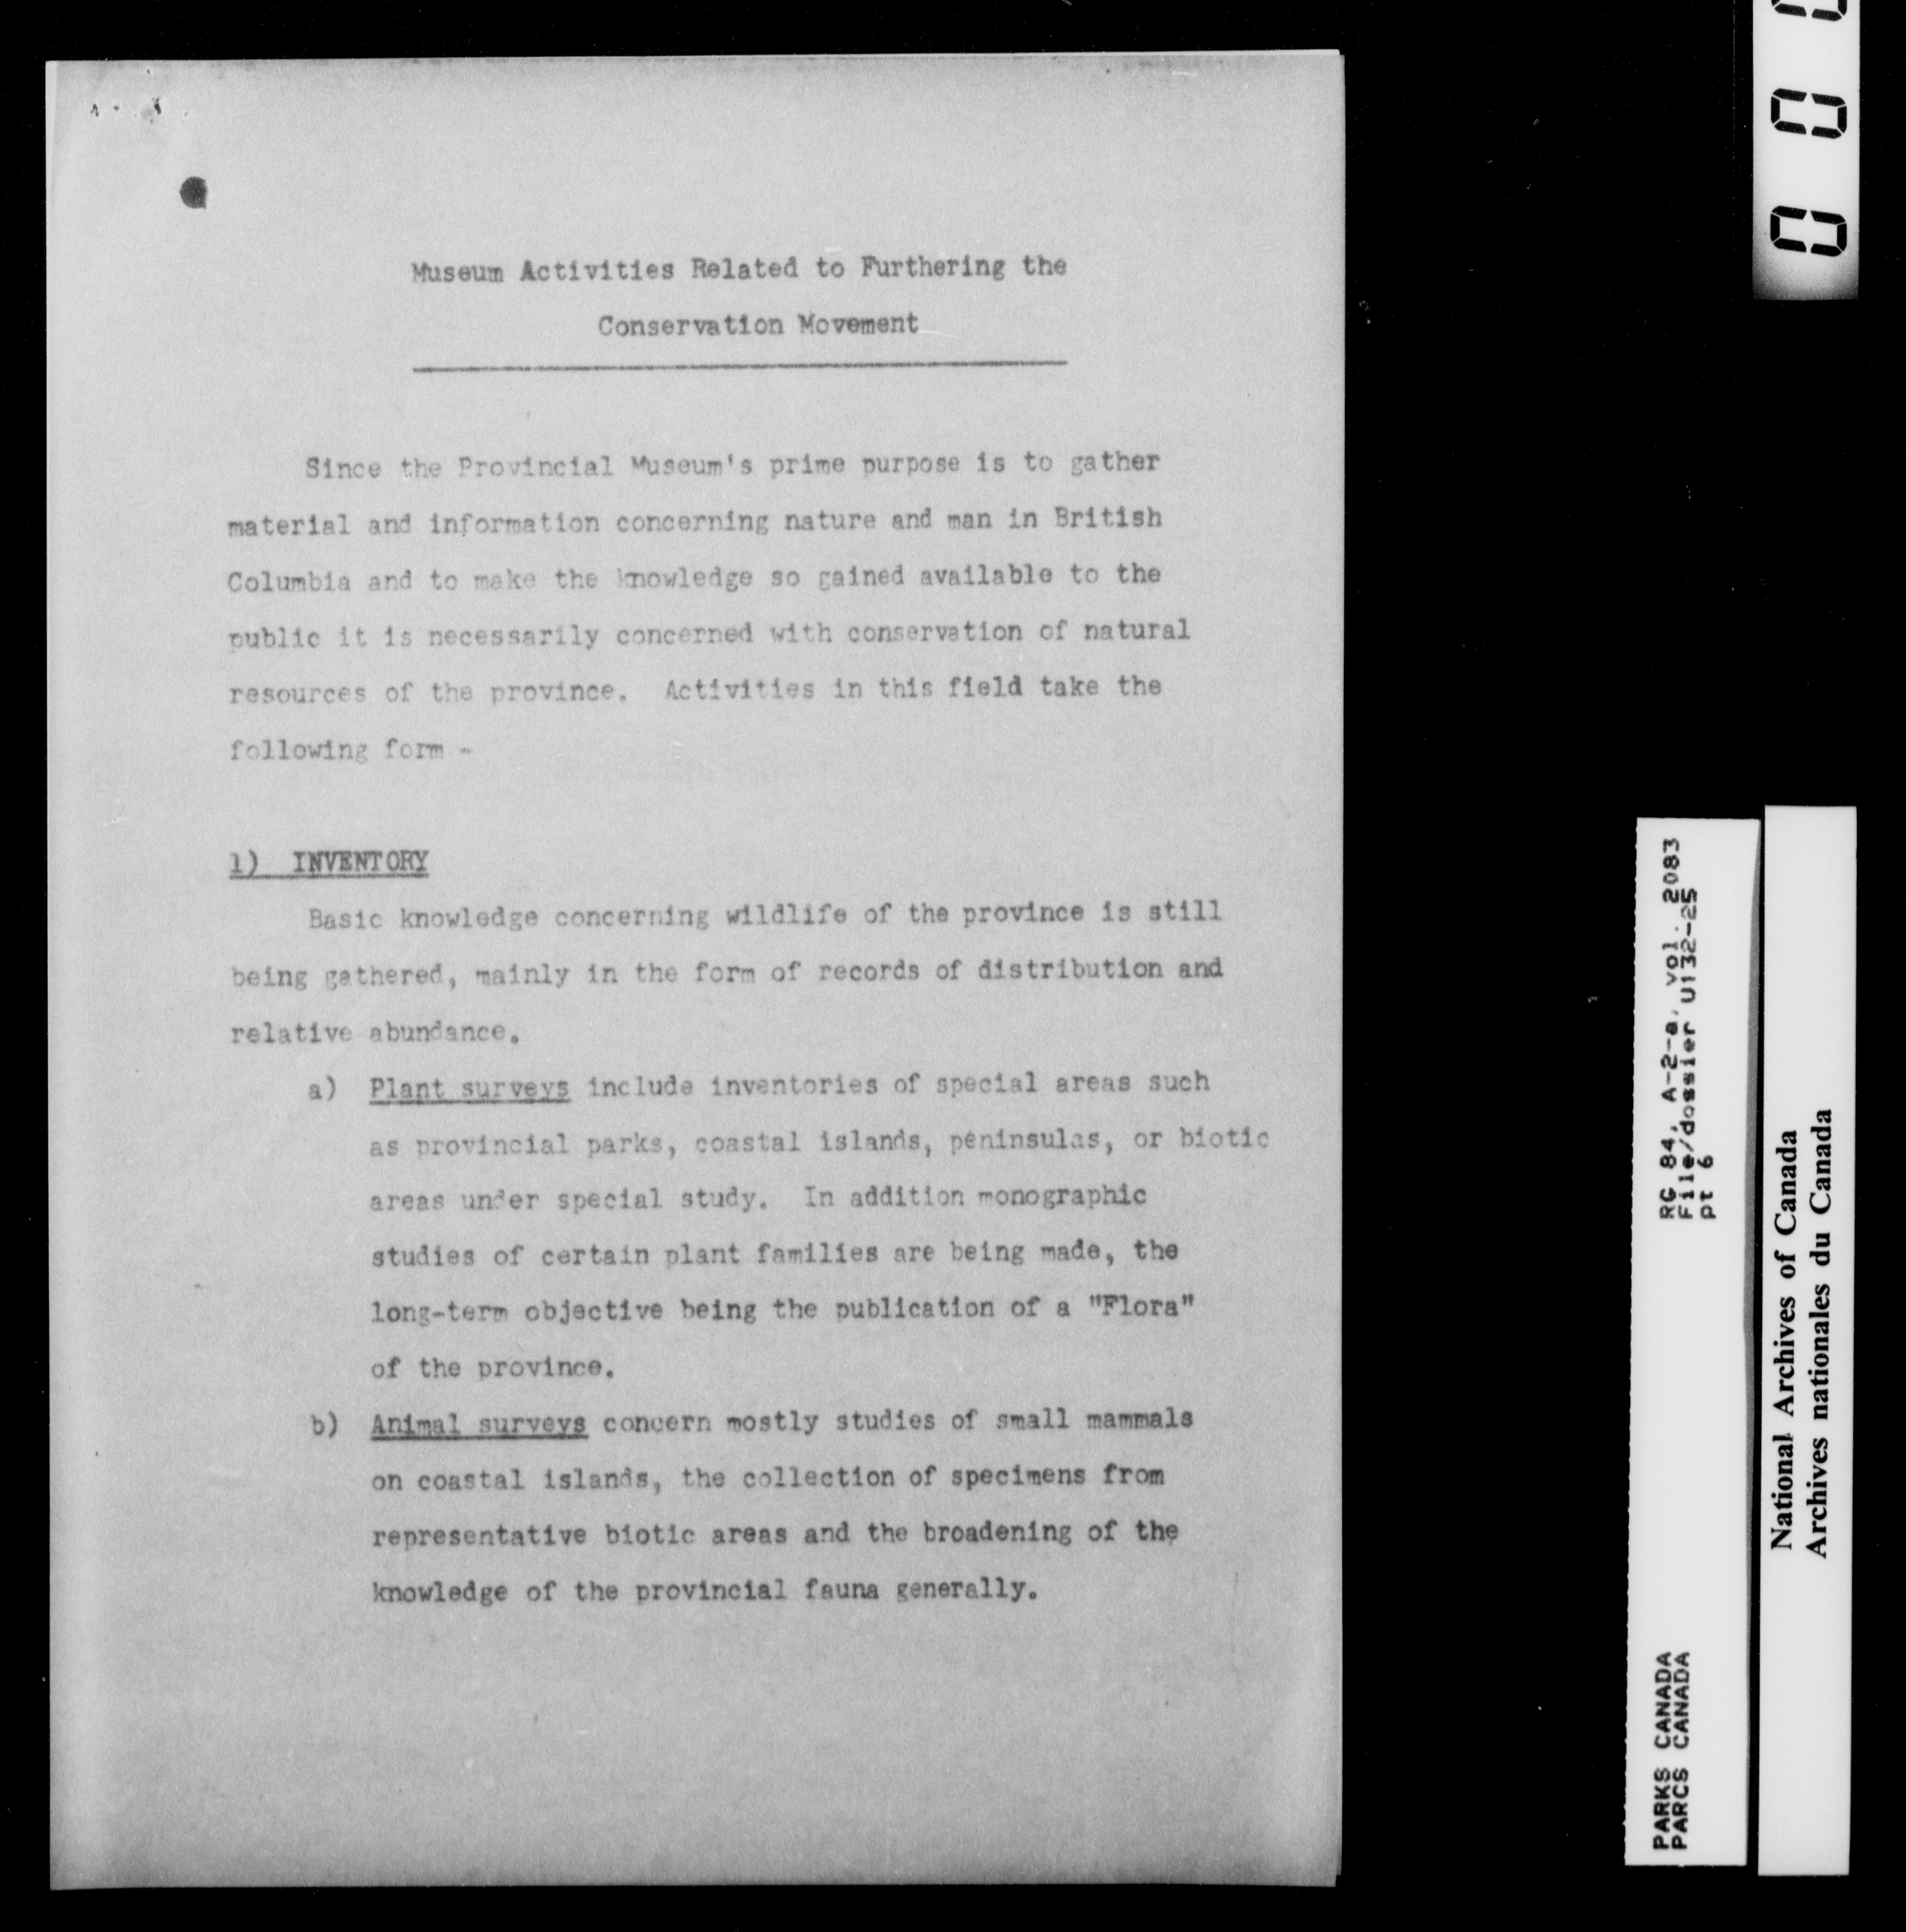 Museum Activities Related to Furthering the
Conservation Movement
Since the Provincial Museum's prime purpose is to gather
material and information concerning nature and man in British
Columbia and to make the knowledge so gained available to the
public it is necessarily concerned with conservation of natural
resources of the province. Activities in this field take the
following form -
1) INVENTORY
Basic knowledge concerning wildlife of the province is still
being gathered, mainly in the form of records of distribution and
relative abundance.
a) Plant surveys include inventories of special areas such
as provincial parks, coastal islands, peninsulas, or biotic
areas under special study. In addition monographic
studies of certain plant families are being made, the
long-term objective being the publication of a "Flora"
of the province.
b) Animal surveys concern mostly studies of small mammals
on coastal islands, the collection of specimens from
representative biotic areas and the broadening of the
knowledge of the provincial fauna generally.
PARKS CANADA
PARCS CANADA
RG 84, A-2-a, vol. 2083
File/dossier U132-25
pt 6
National Archives of Canada
Archives nationales du Canada